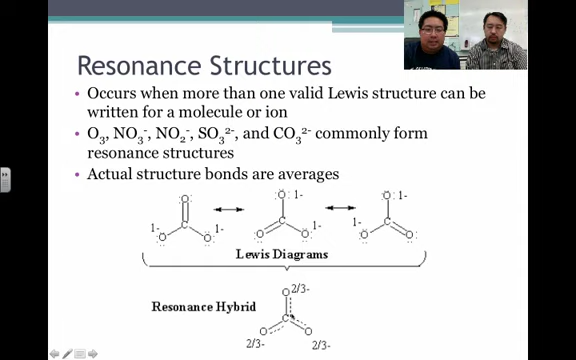 Resonance Structures
• Occurs when more than one valid Lewis structure can be
written for a molecule or ion
• O₃, NO₃⁻, NO₂⁻, SO₃²⁻, and CO₃²⁻ commonly form
resonance structures
• Actual structure bonds are averages
:O: :O: 1- :O: 1-
C C C
1- :O: :O: 1- :O: :O: 1- 1- :O: :O:
Lewis Diagrams
Resonance Hybrid
O 2/3-
C
O O
2/3- 2/3-